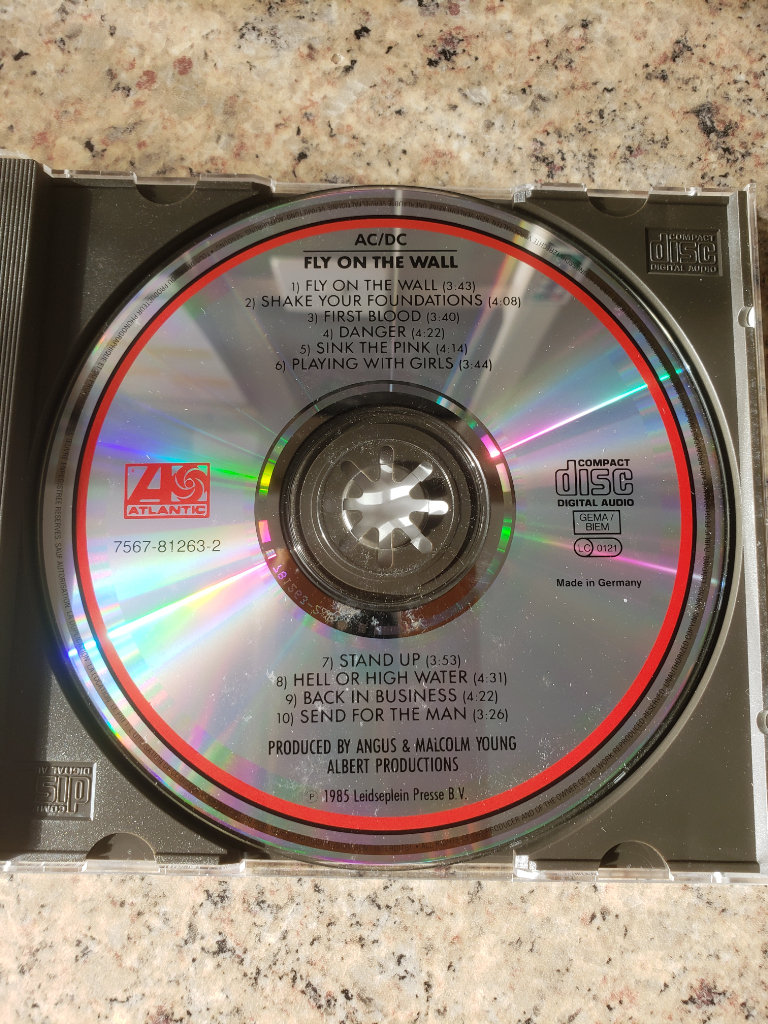 COMPACT
disc
DIGITAL AUDIO
AC/DC
FLY ON THE WALL
1) FLY ON THE WALL (3:43)
2) SHAKE YOUR FOUNDATIONS (4:08)
3) FIRST BLOOD (3:40)
4) DANGER (4:22)
5) SINK THE PINK (4:14)
6) PLAYING WITH GIRLS (3:44)
ATLANTIC
7567-81263-2
COMPACT
disc
DIGITAL AUDIO
GEMA/
BIEM
LC 0121
Made in Germany
7) STAND UP (3:53)
8) HELL OR HIGH WATER (4:31)
9) BACK IN BUSINESS (4:22)
10) SEND FOR THE MAN (3:26)
PRODUCED BY ANGUS & MALCOLM YOUNG
ALBERT PRODUCTIONS
℗ 1985 Leidseplein Presse B.V.